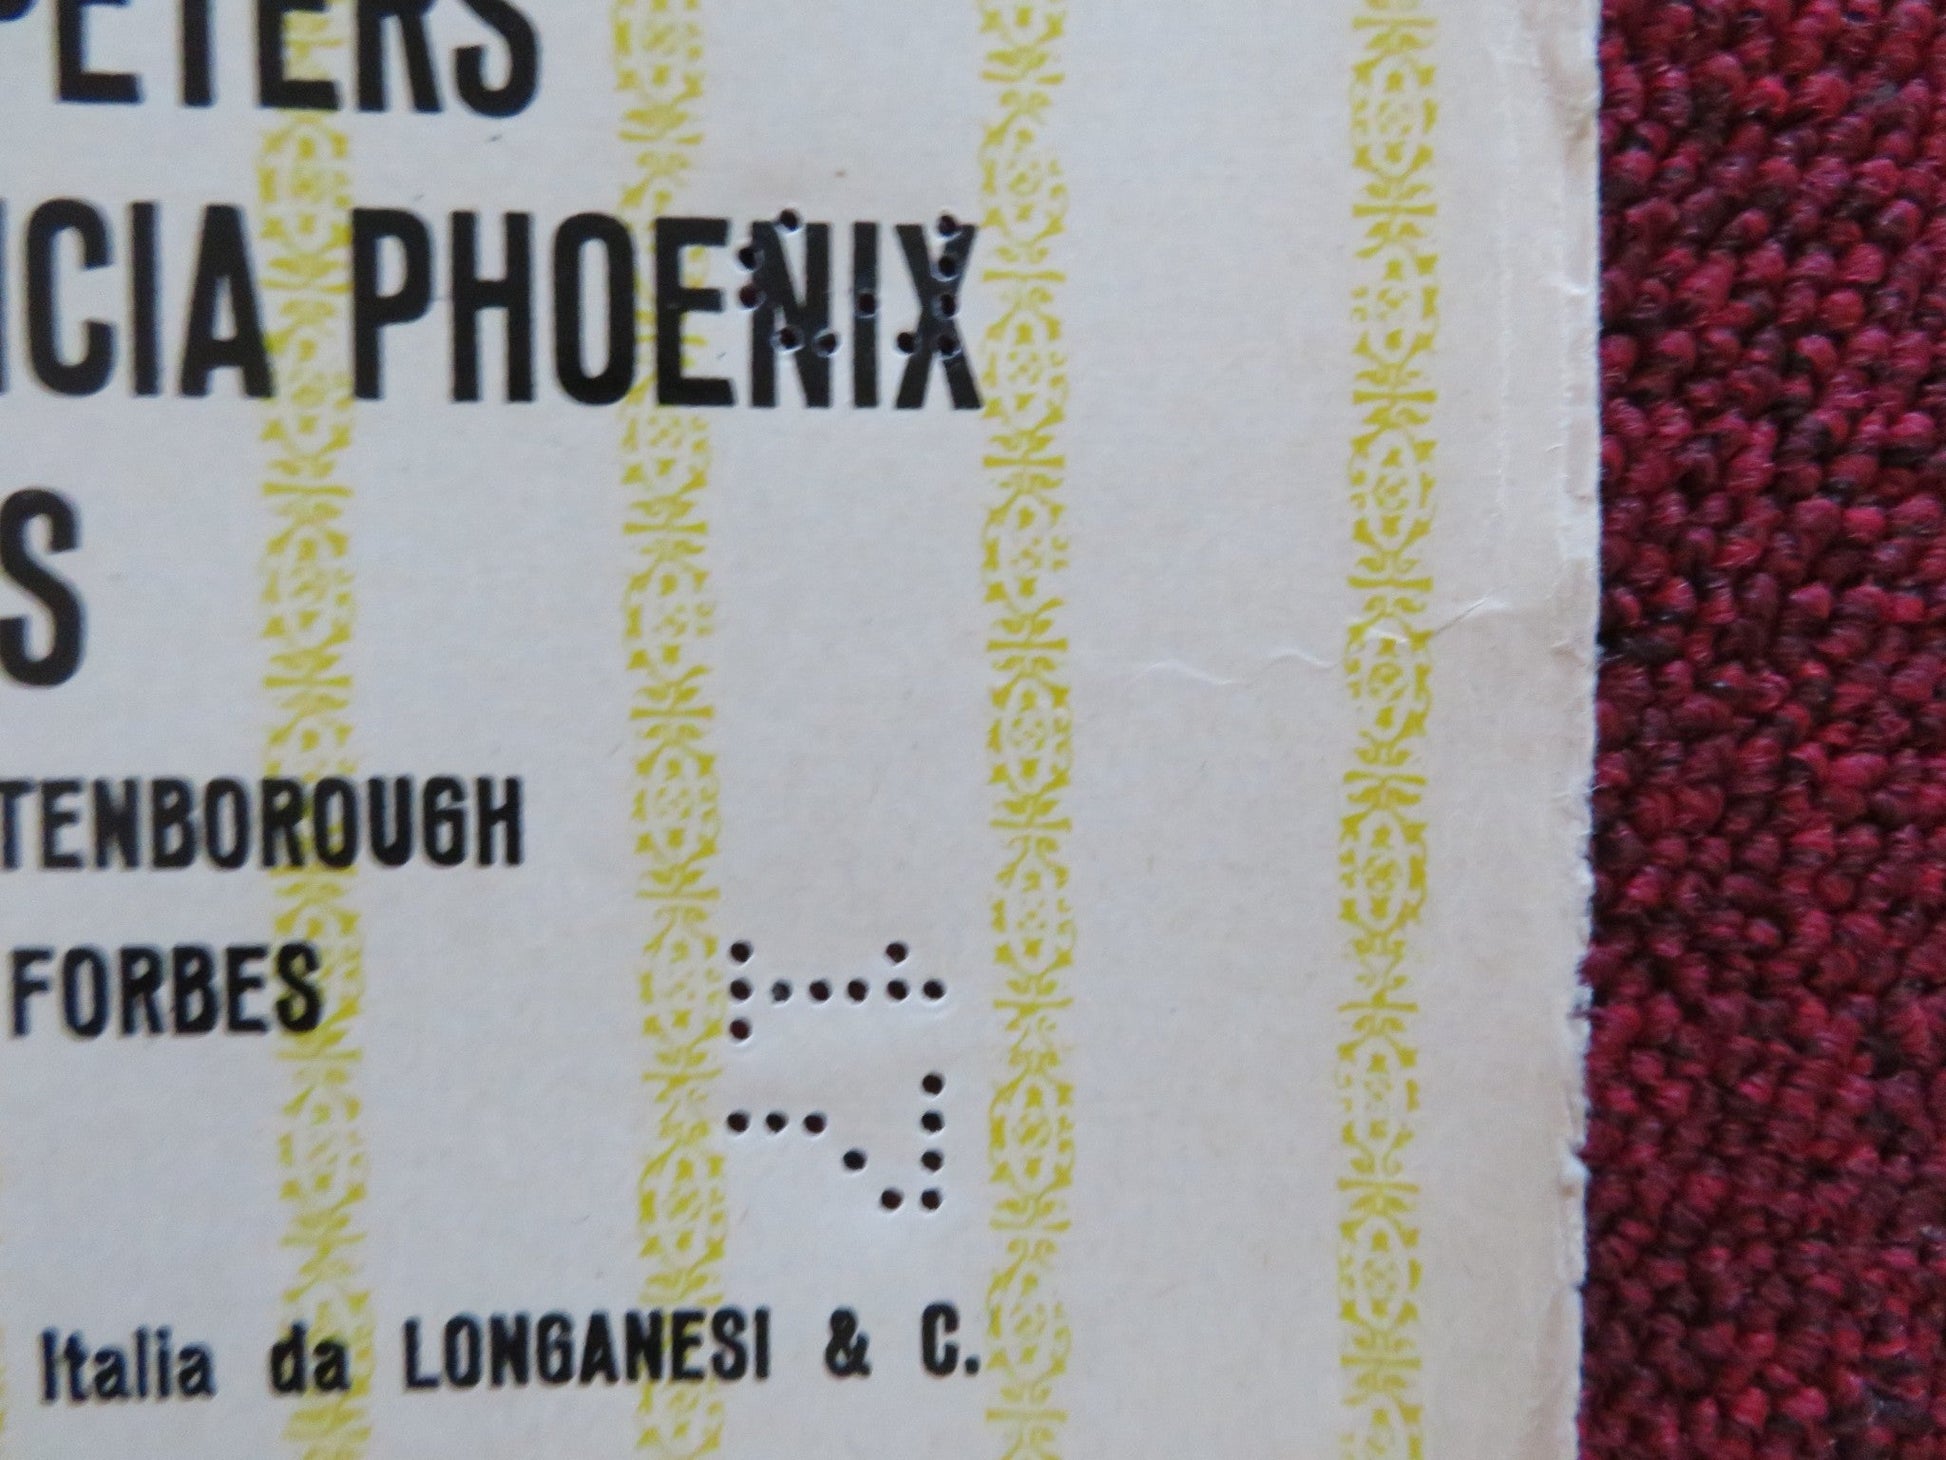 PETERS
ICIA PHOENIX
S
TENBOROUGH
FORBES
Italia da LONGANESI & C.